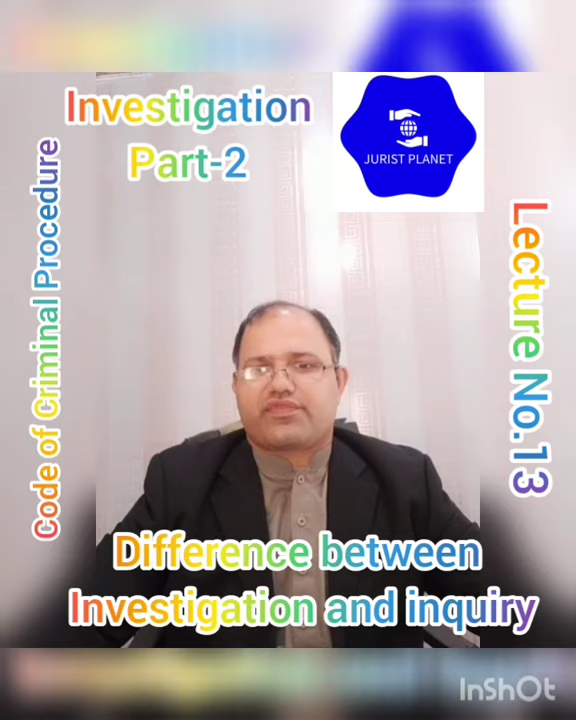 Investigation
Part-2
JURIST PLANET
Code of Criminal Procedure
Lecture No.13
Difference between
Investigation and inquiry
InShOt